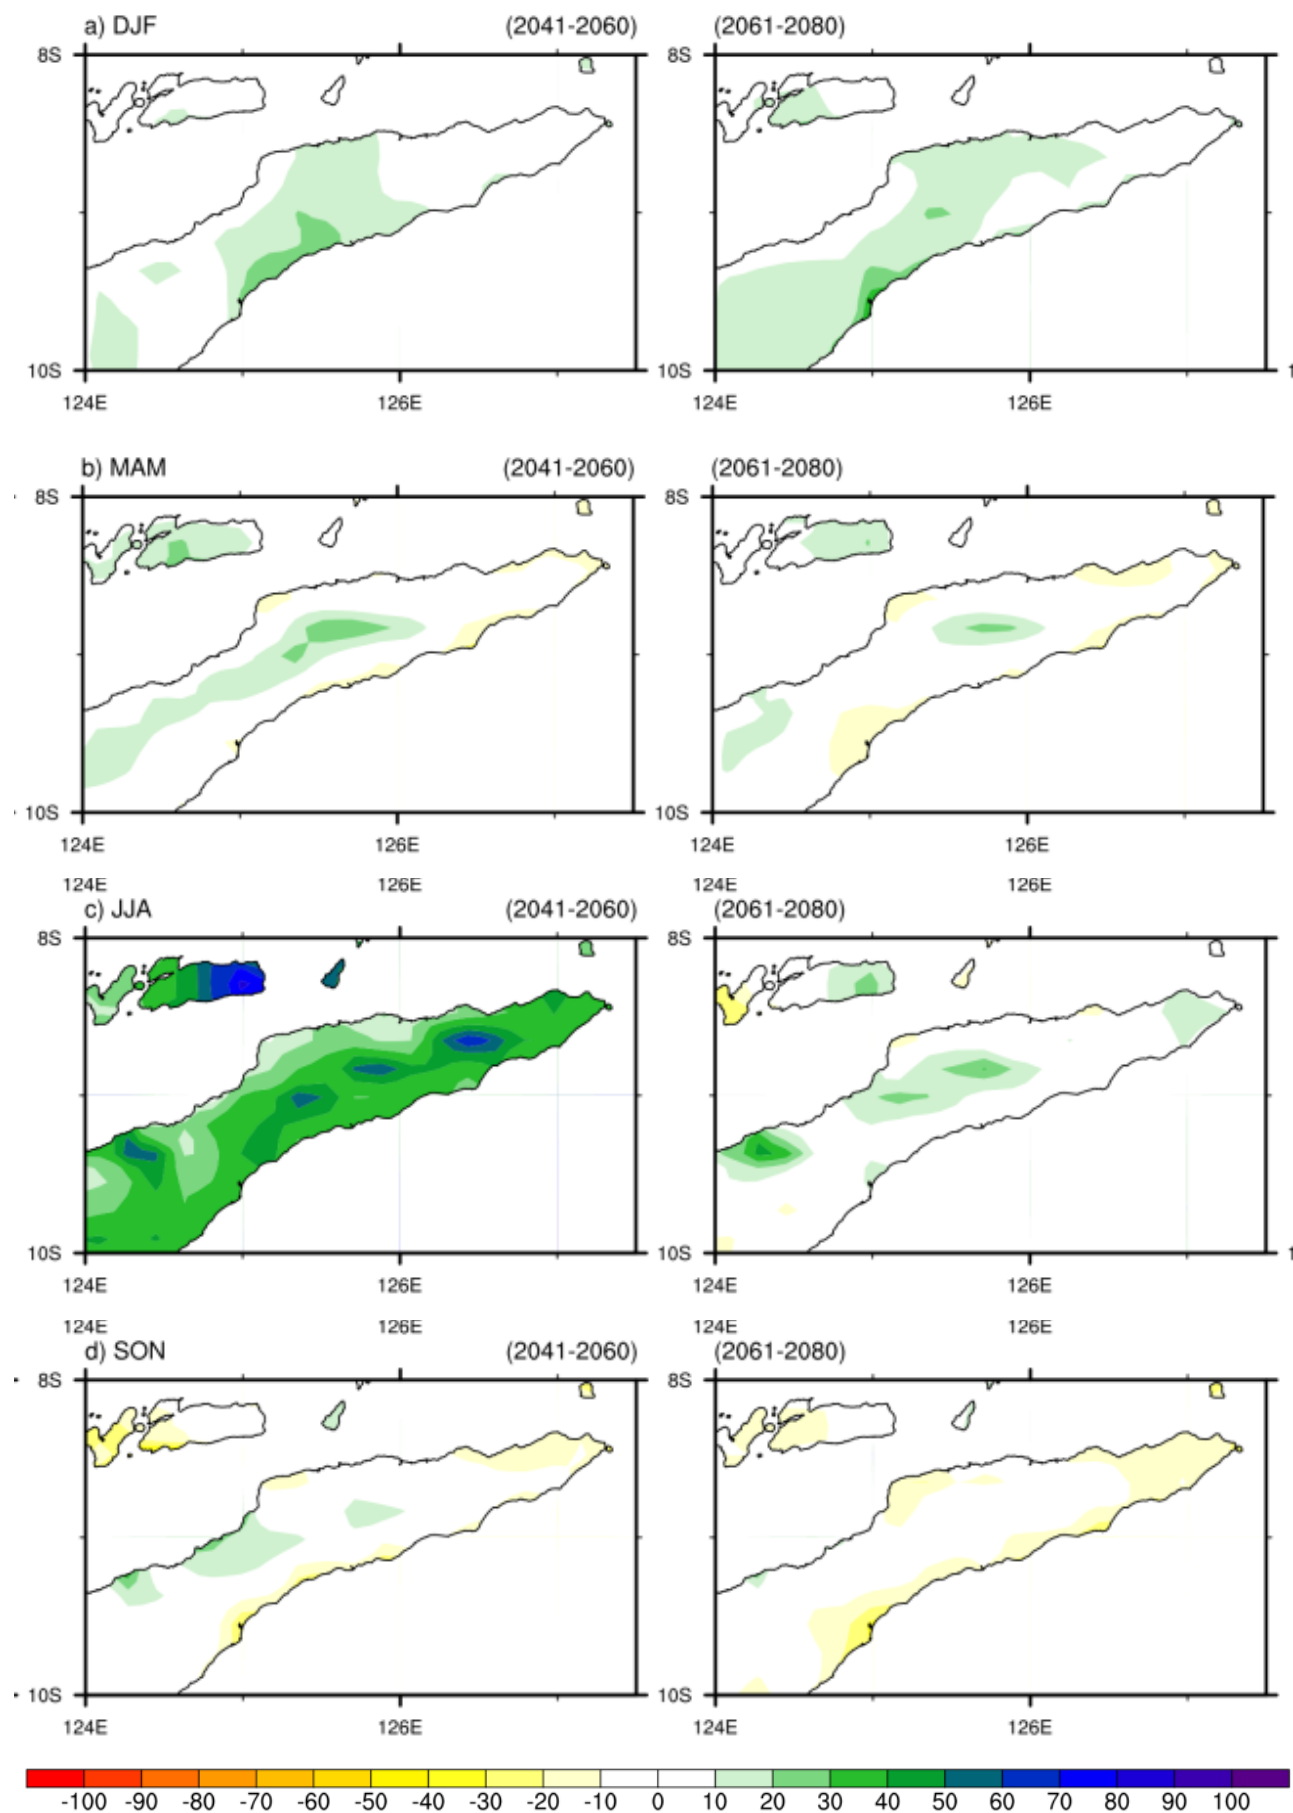 a) DJF (2041-2060) (2061-2080)
8S 8S
10S 10S 1
124E 126E 124E 126E
b) MAM (2041-2060) (2061-2080)
8S 8S
10S 10S
124E 126E 124E 126E
124E 126E 124E 126E
c) JJA (2041-2060) (2061-2080)
8S 8S
10S 10S 1
124E 126E 124E 126E
124E 126E 124E 126E
d) SON (2041-2060) (2061-2080)
8S 8S
10S 10S
124E 126E 124E 126E
-100 -90 -80 -70 -60 -50 -40 -30 -20 -10 0 10 20 30 40 50 60 70 80 90 100